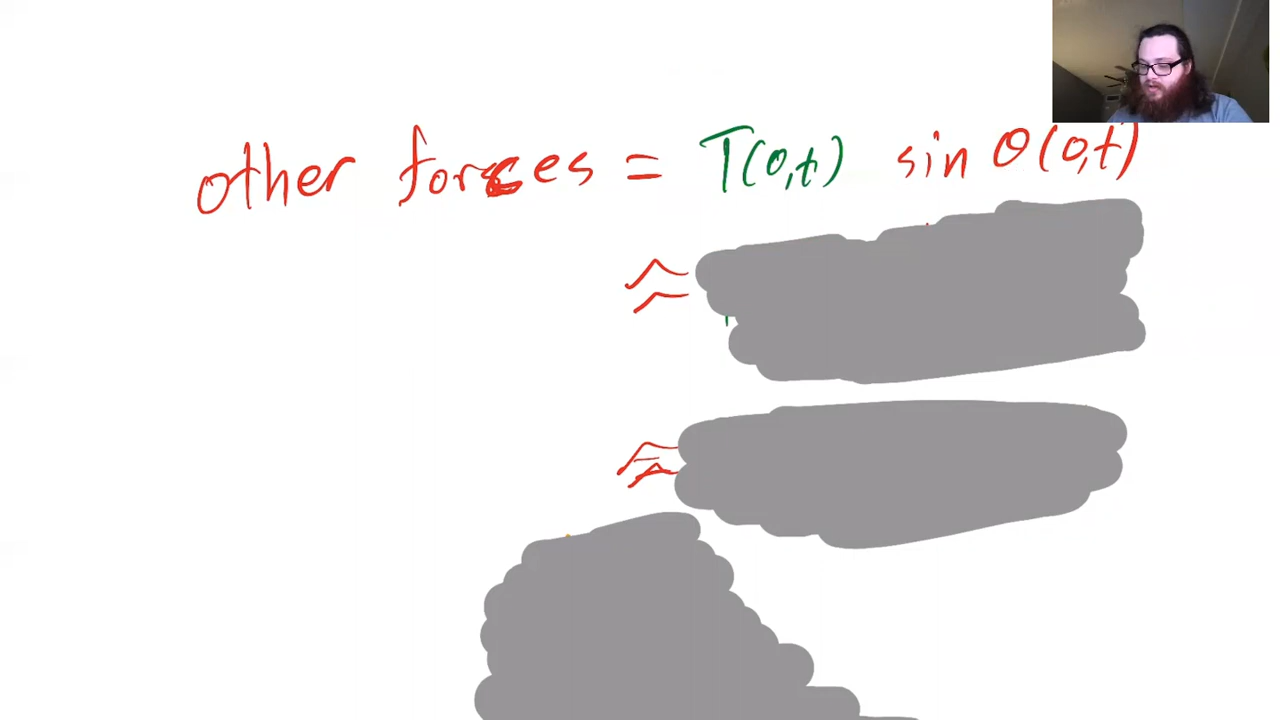 other forces = T(0,t) sin θ(0,t)
≈
≈